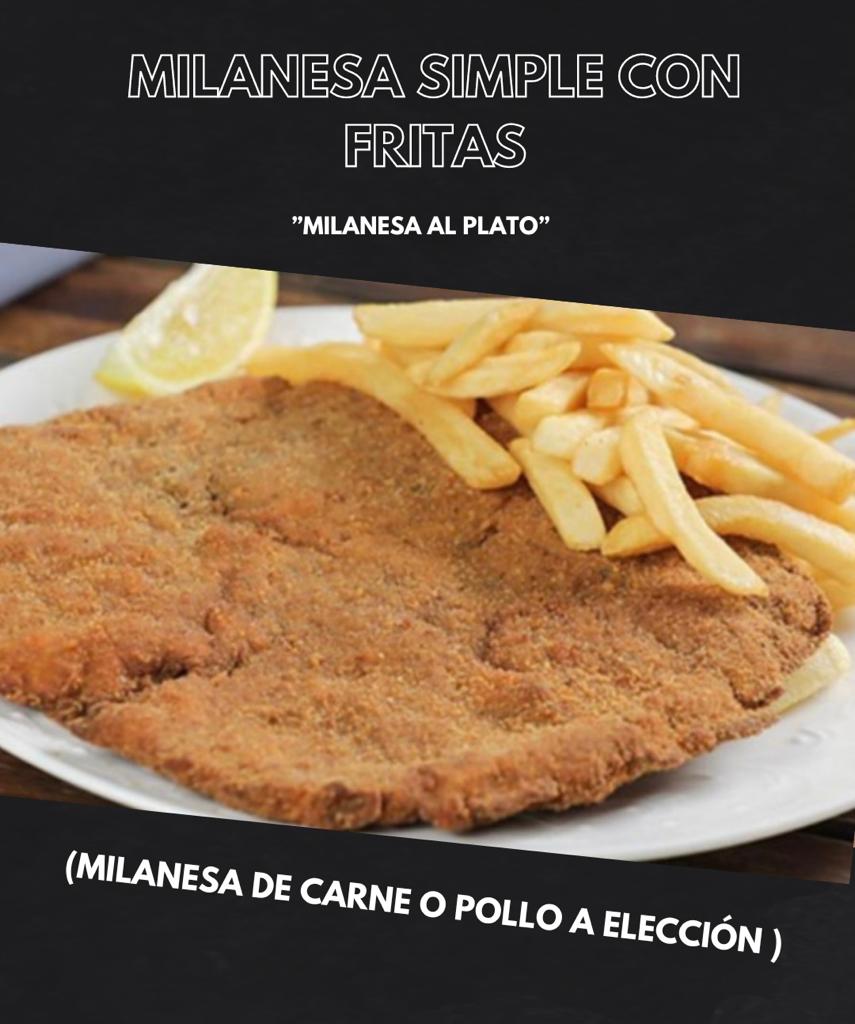 MILANESA SIMPLE CON
FRITAS
”MILANESA AL PLATO”
(MILANESA DE CARNE O POLLO A ELECCIÓN )